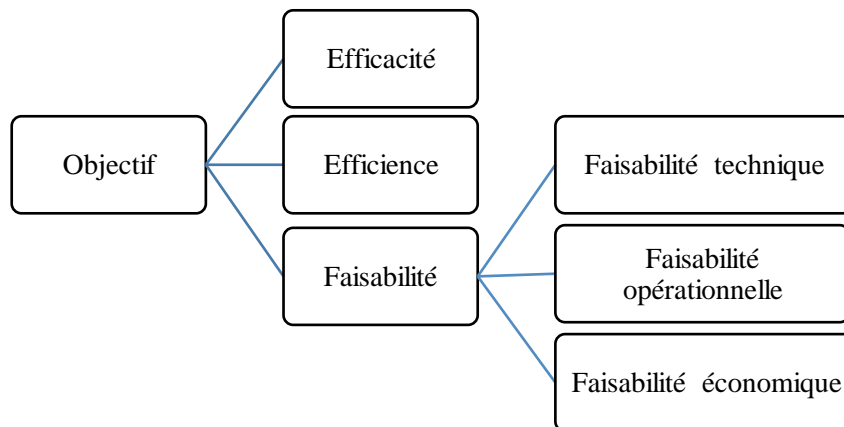 Objectif
Efficacité
Efficience
Faisabilité
Faisabilité technique
Faisabilité
opérationnelle
Faisabilité économique